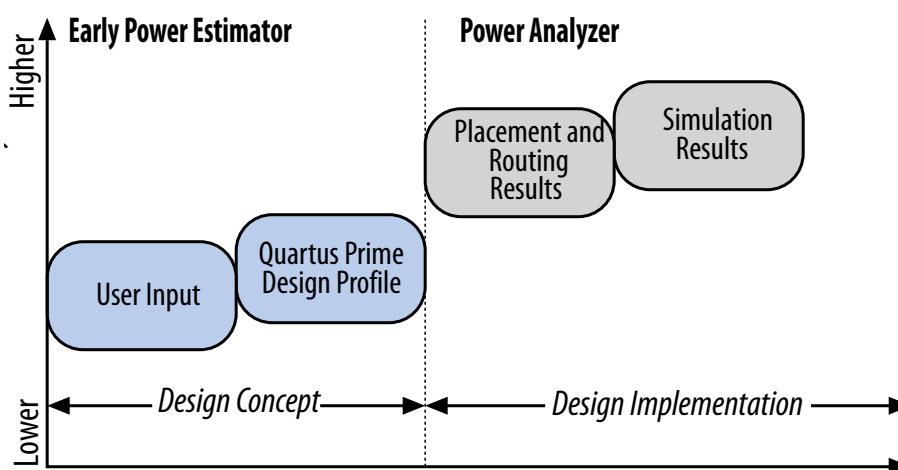 Early Power Estimator
Power Analyzer
Higher
Placement and
Routing
Results
Simulation
Results
User Input
Quartus Prime
Design Profile
Design Concept
Design Implementation
Lower